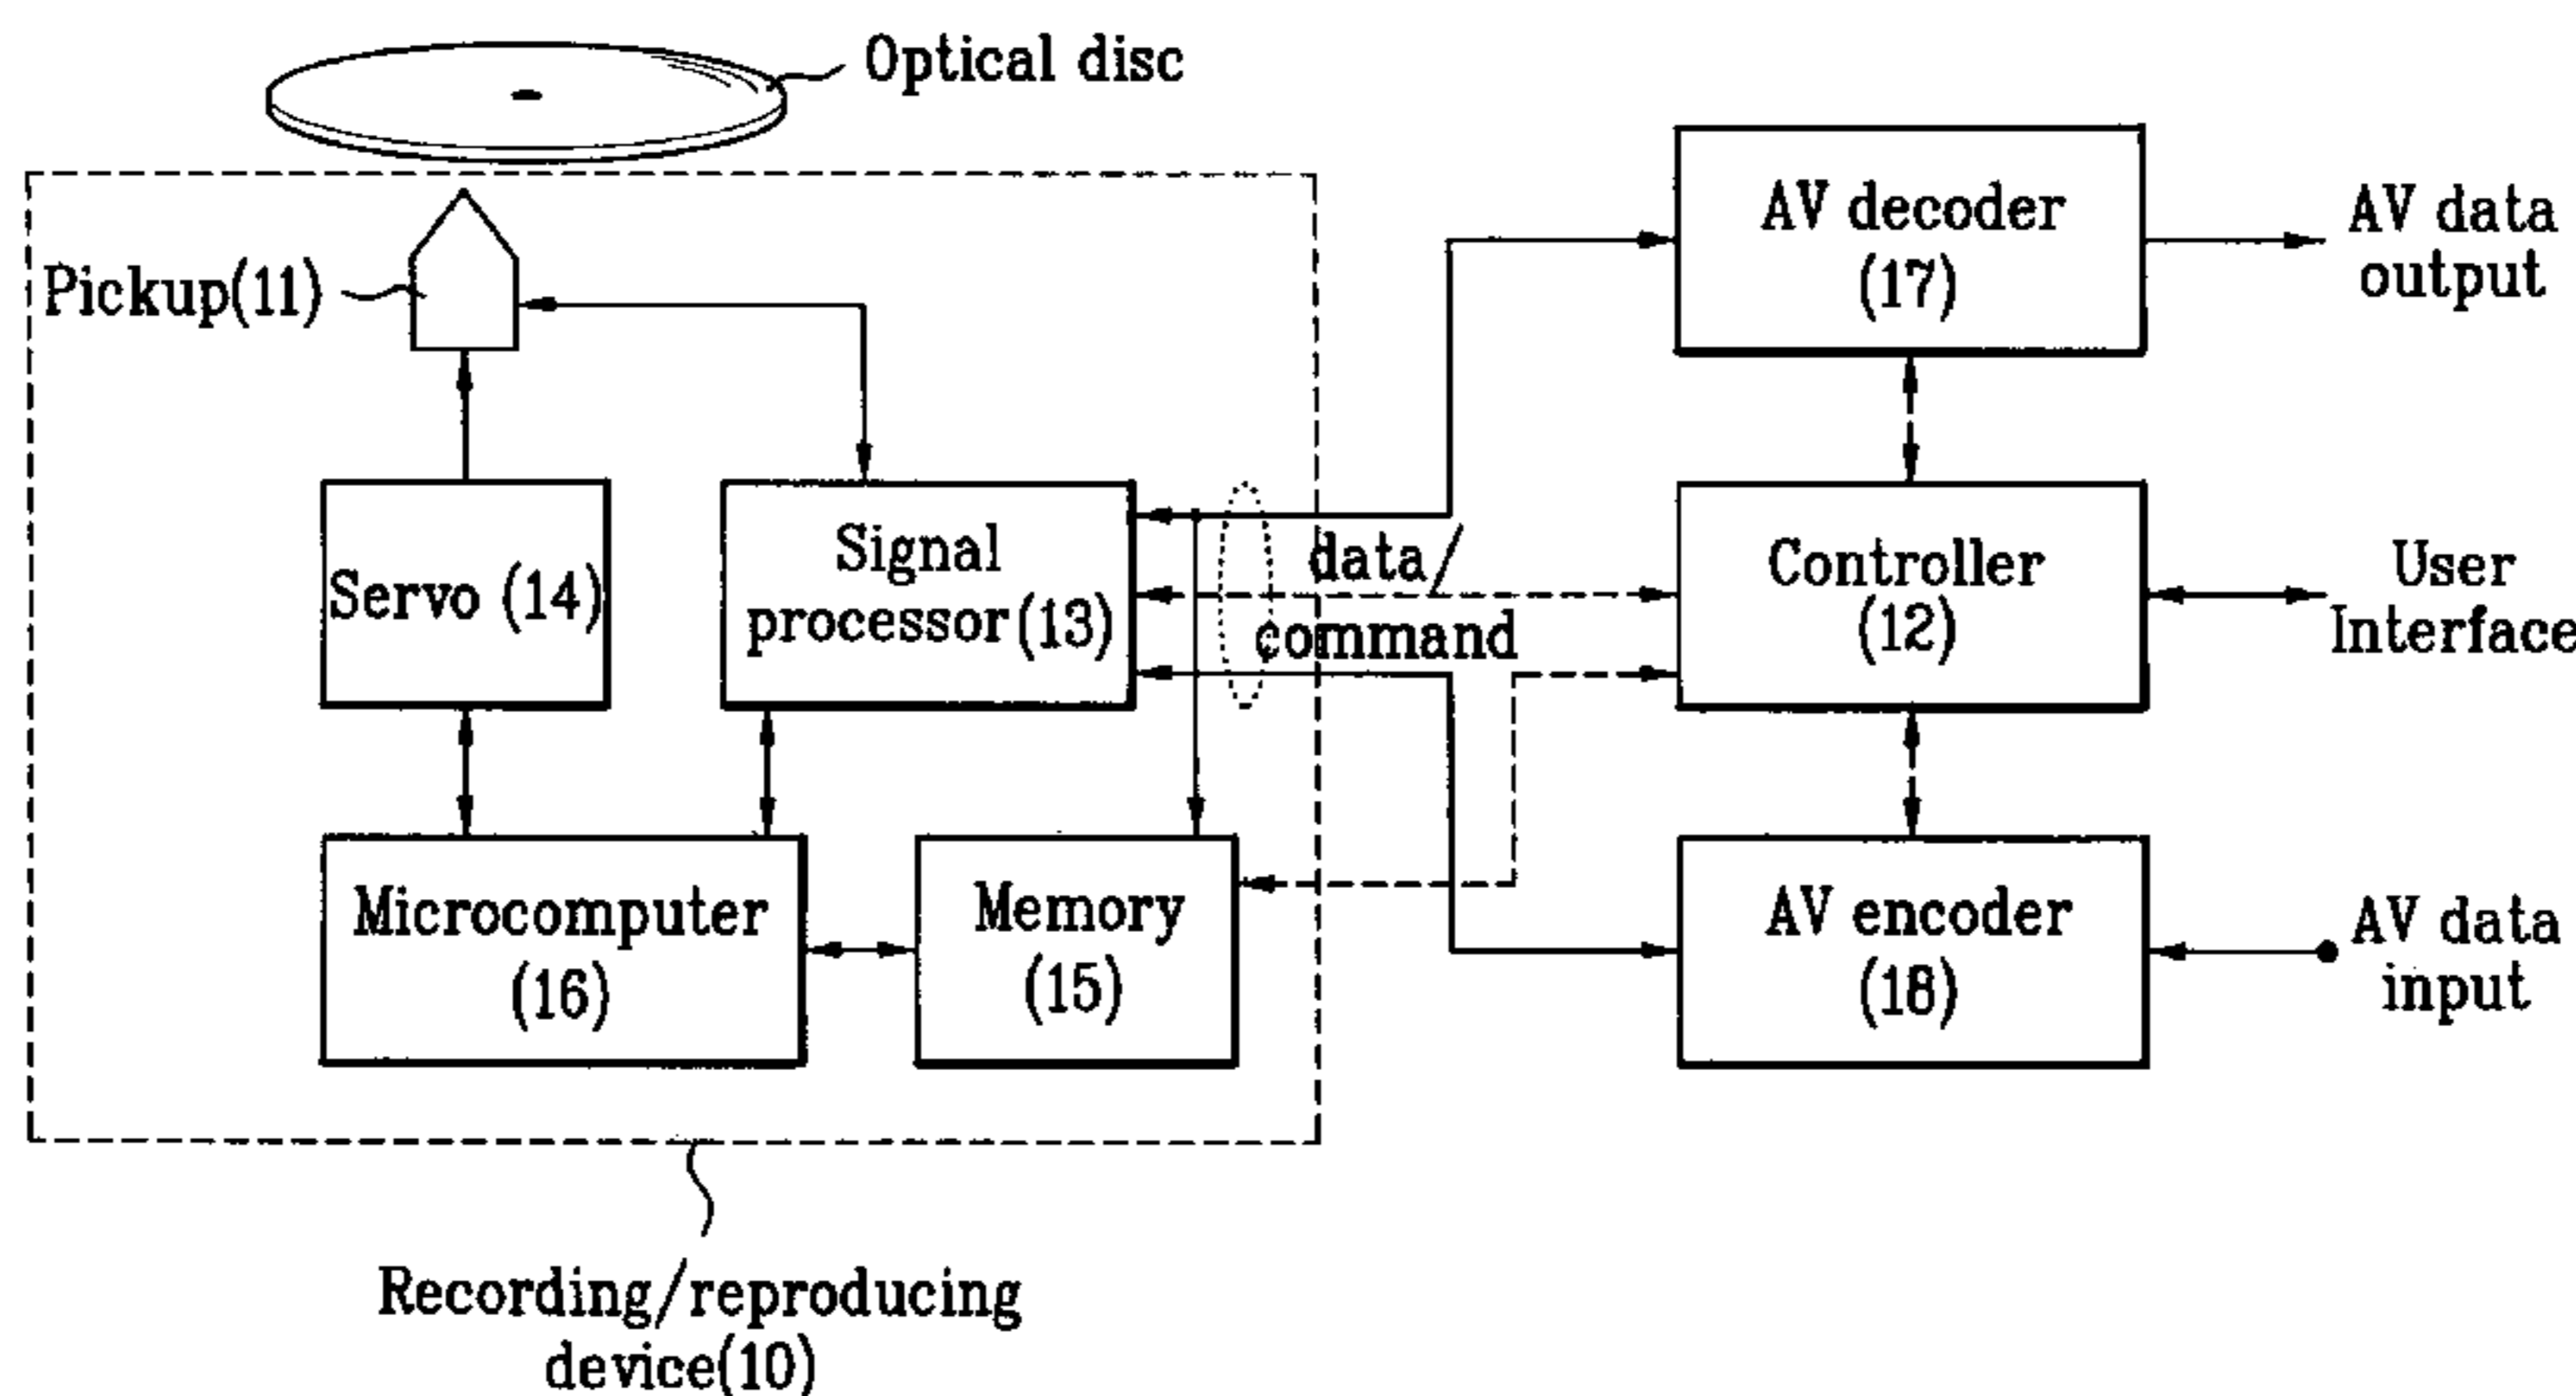 Optical disc
Pickup(11)
AV decoder
(17)
AV data
output
Servo (14)
Signal
processor(13)
data/
command
Controller
(12)
User
Interface
Microcomputer
(16)
Memory
(15)
AV encoder
(18)
AV data
input
Recording/reproducing
device(10)